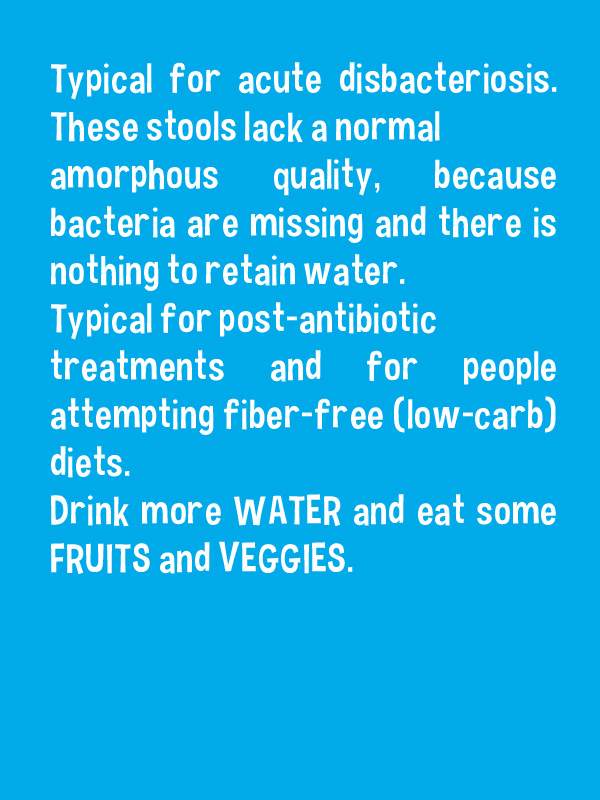 Typical for acute disbacteriosis.
These stools lack a normal
amorphous quality, because
bacteria are missing and there is
nothing to retain water.
Typical for post-antibiotic
treatments and for people
attempting fiber-free (low-carb)
diets.
Drink more WATER and eat some
FRUITS and VEGGIES.